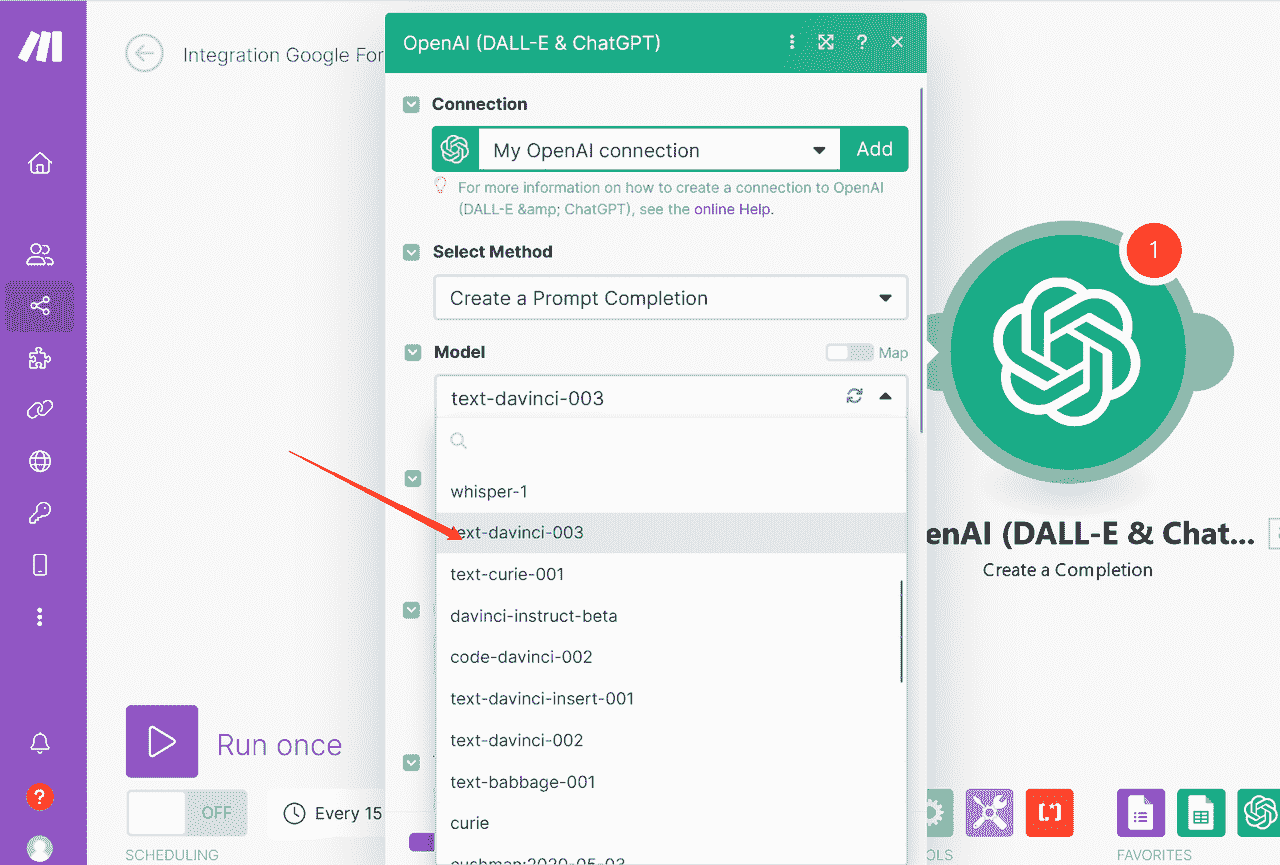 OpenAI (DALL-E & ChatGPT)
?
Integration Google For
Connection
My OpenAI connection
Add
For more information on how to create a connection to OpenAI
(DALL-E &amp; ChatGPT), see the online Help.
Select Method
Create a Prompt Completion
1
Model
Map
text-davinci-003
whisper-1
text-davinci-003
text-curie-001
davinci-instruct-beta
code-davinci-002
text-davinci-insert-001
text-davinci-002
text-babbage-001
curie
cushman:2020-05-03
enAI (DALL-E & Chat...
Create a Completion
Run once
?
OFF
Every 15
SCHEDULING
OLS
FAVORITES